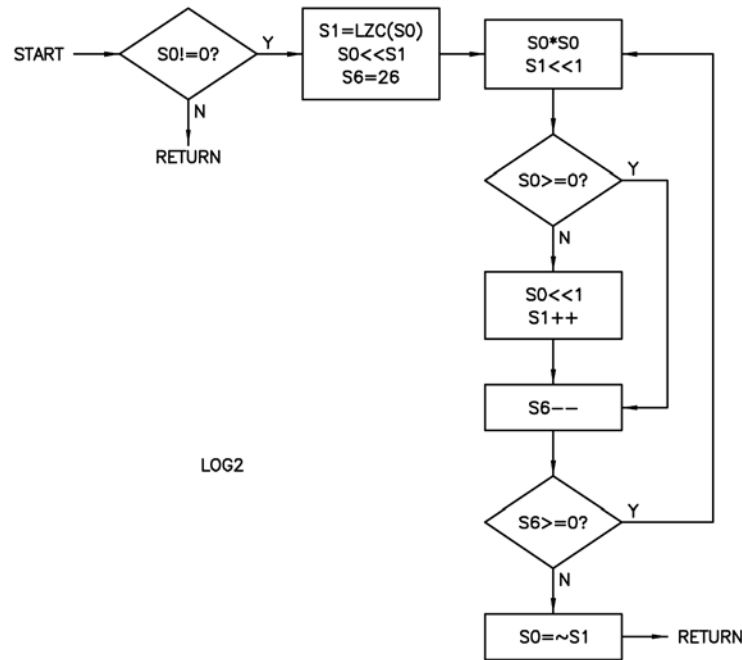 START
S0!=0?
Y
N
RETURN
S1=LZC(S0)
S0<<S1
S6=26
S0*S0
S1<<1
S0>=0?
Y
N
S0<<1
S1++
S6--
LOG2
S6>=0?
Y
N
S0=~S1
RETURN